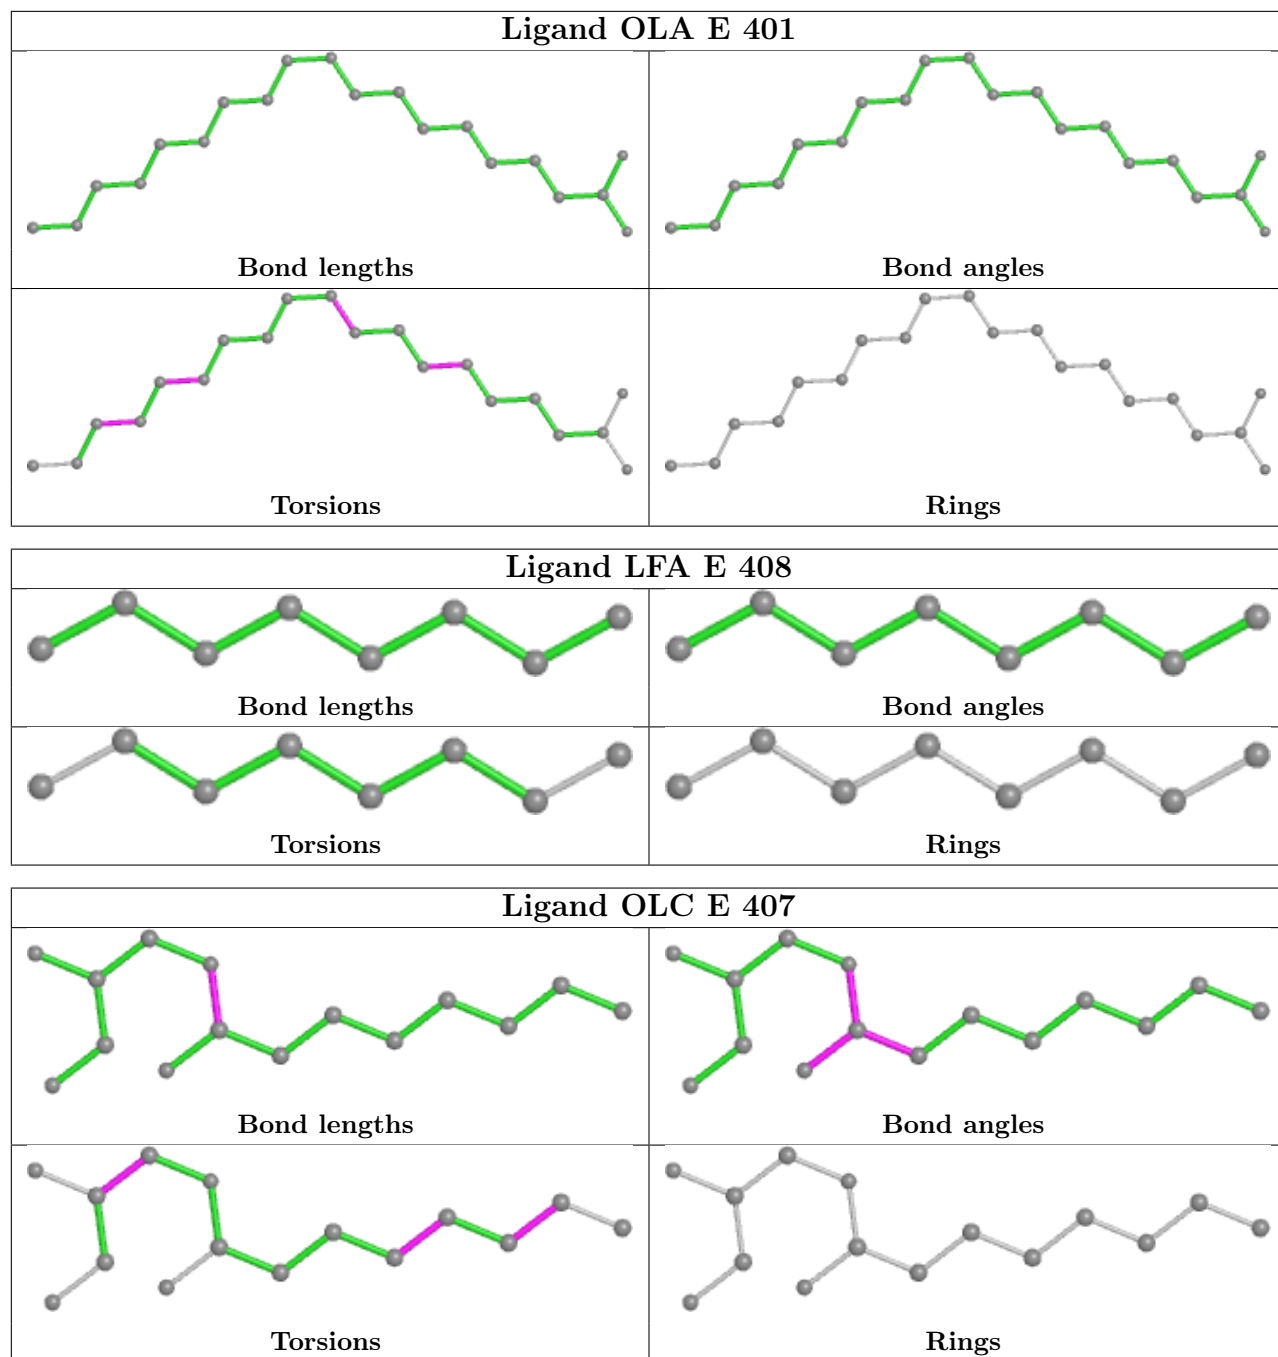 Ligand OLA E 401
Bond lengths
Bond angles
Torsions
Rings
Ligand LFA E 408
Bond lengths
Bond angles
Torsions
Rings
Ligand OLC E 407
Bond lengths
Bond angles
Torsions
Rings